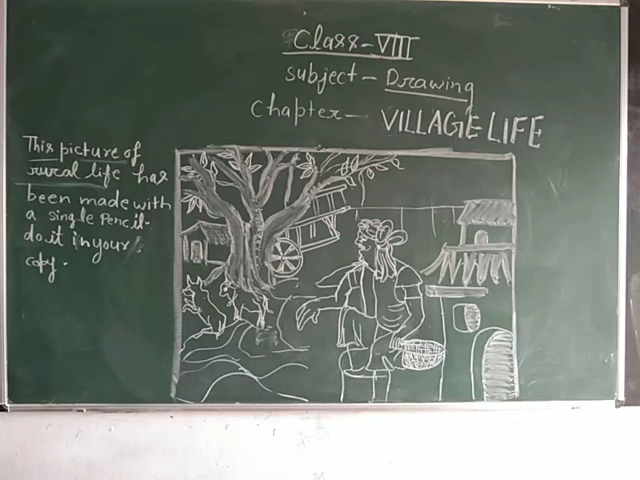 Class-VIII
subject - Drawing
chapter - VILLAGE LIFE
This picture of
rural life has
been made with
a single Pencil.
do it in your
copy.